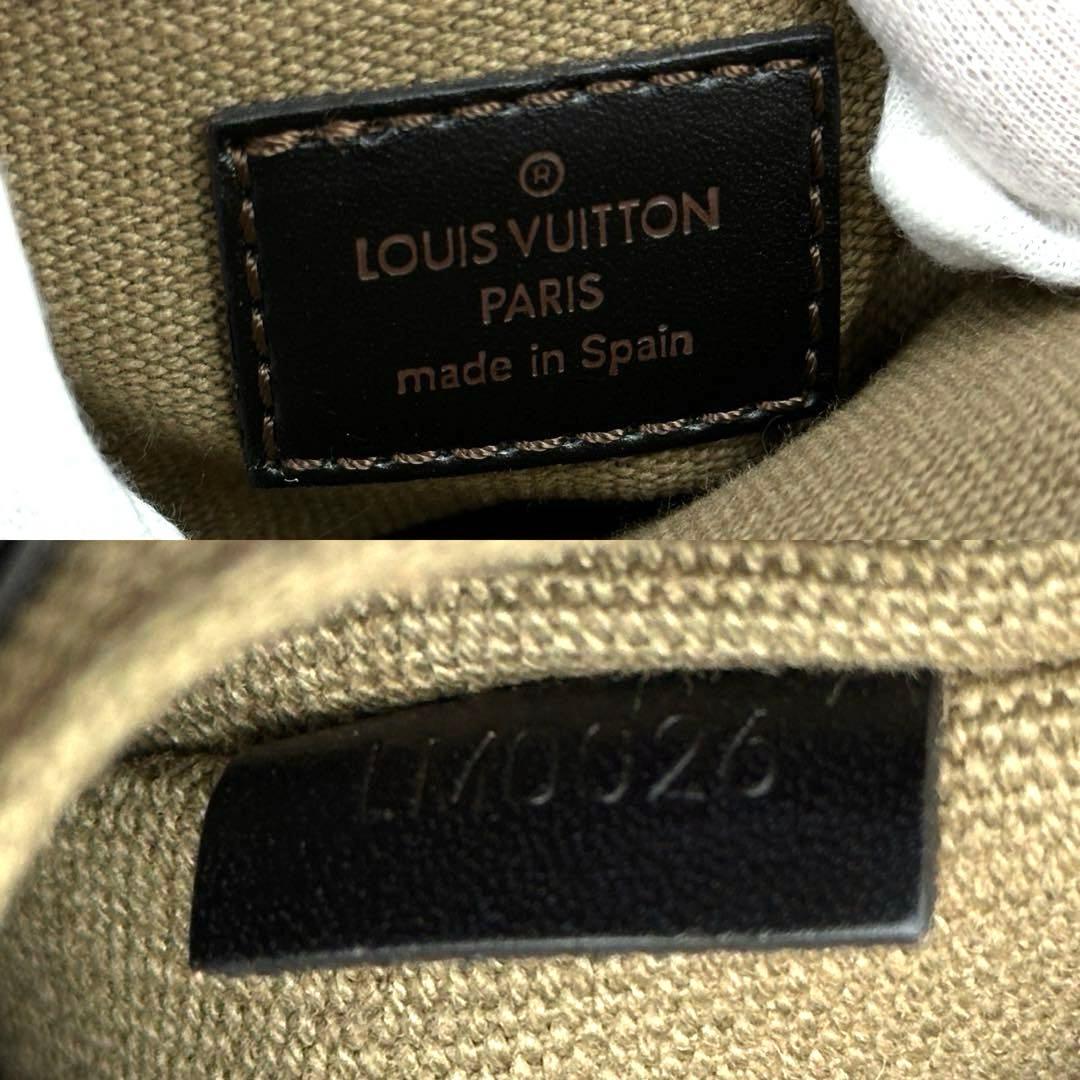 ®
LOUIS VUITTON
PARIS
made in Spain
LM0026